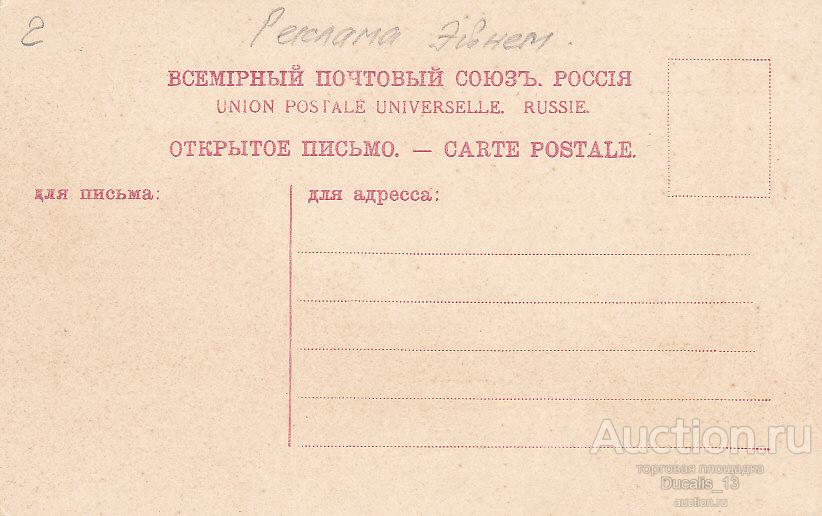 2 Реклама Эйнем.
ВСЕМІРНЫЙ ПОЧТОВЫЙ СОЮЗЪ. РОССІЯ
UNION POSTALE UNIVERSELLE. RUSSIE.
ОТКРЫТОЕ ПИСЬМО. — CARTE POSTALE.
для письма:
для адресса:
Auction.ru
торговая площадка
Ducalis_13
auction.ru